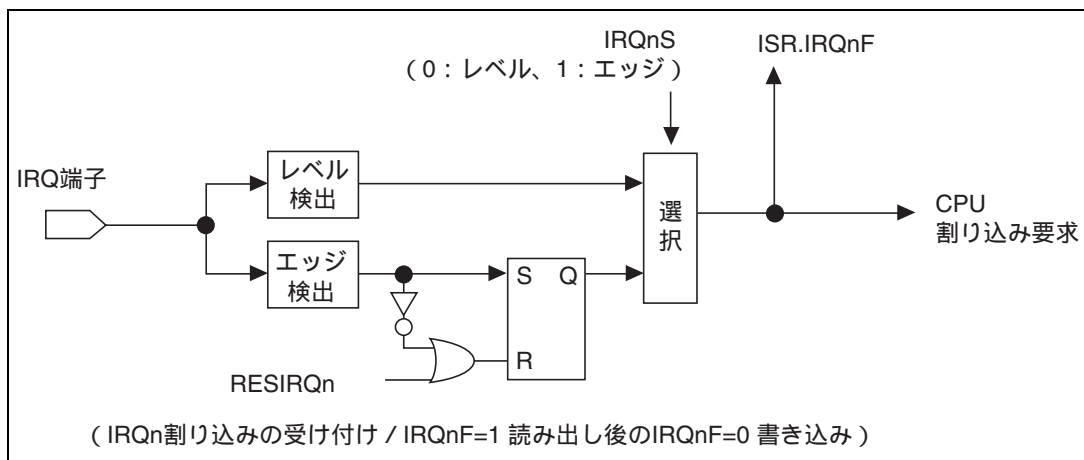 IRQnS
（0：レベル、1：エッジ）
ISR.IRQnF
IRQ端子
レベル
検出
エッジ
検出
選
択
CPU
割り込み要求
S Q
R
RESIRQn
（IRQn割り込みの受け付け / IRQnF=1 読み出し後のIRQnF=0 書き込み）